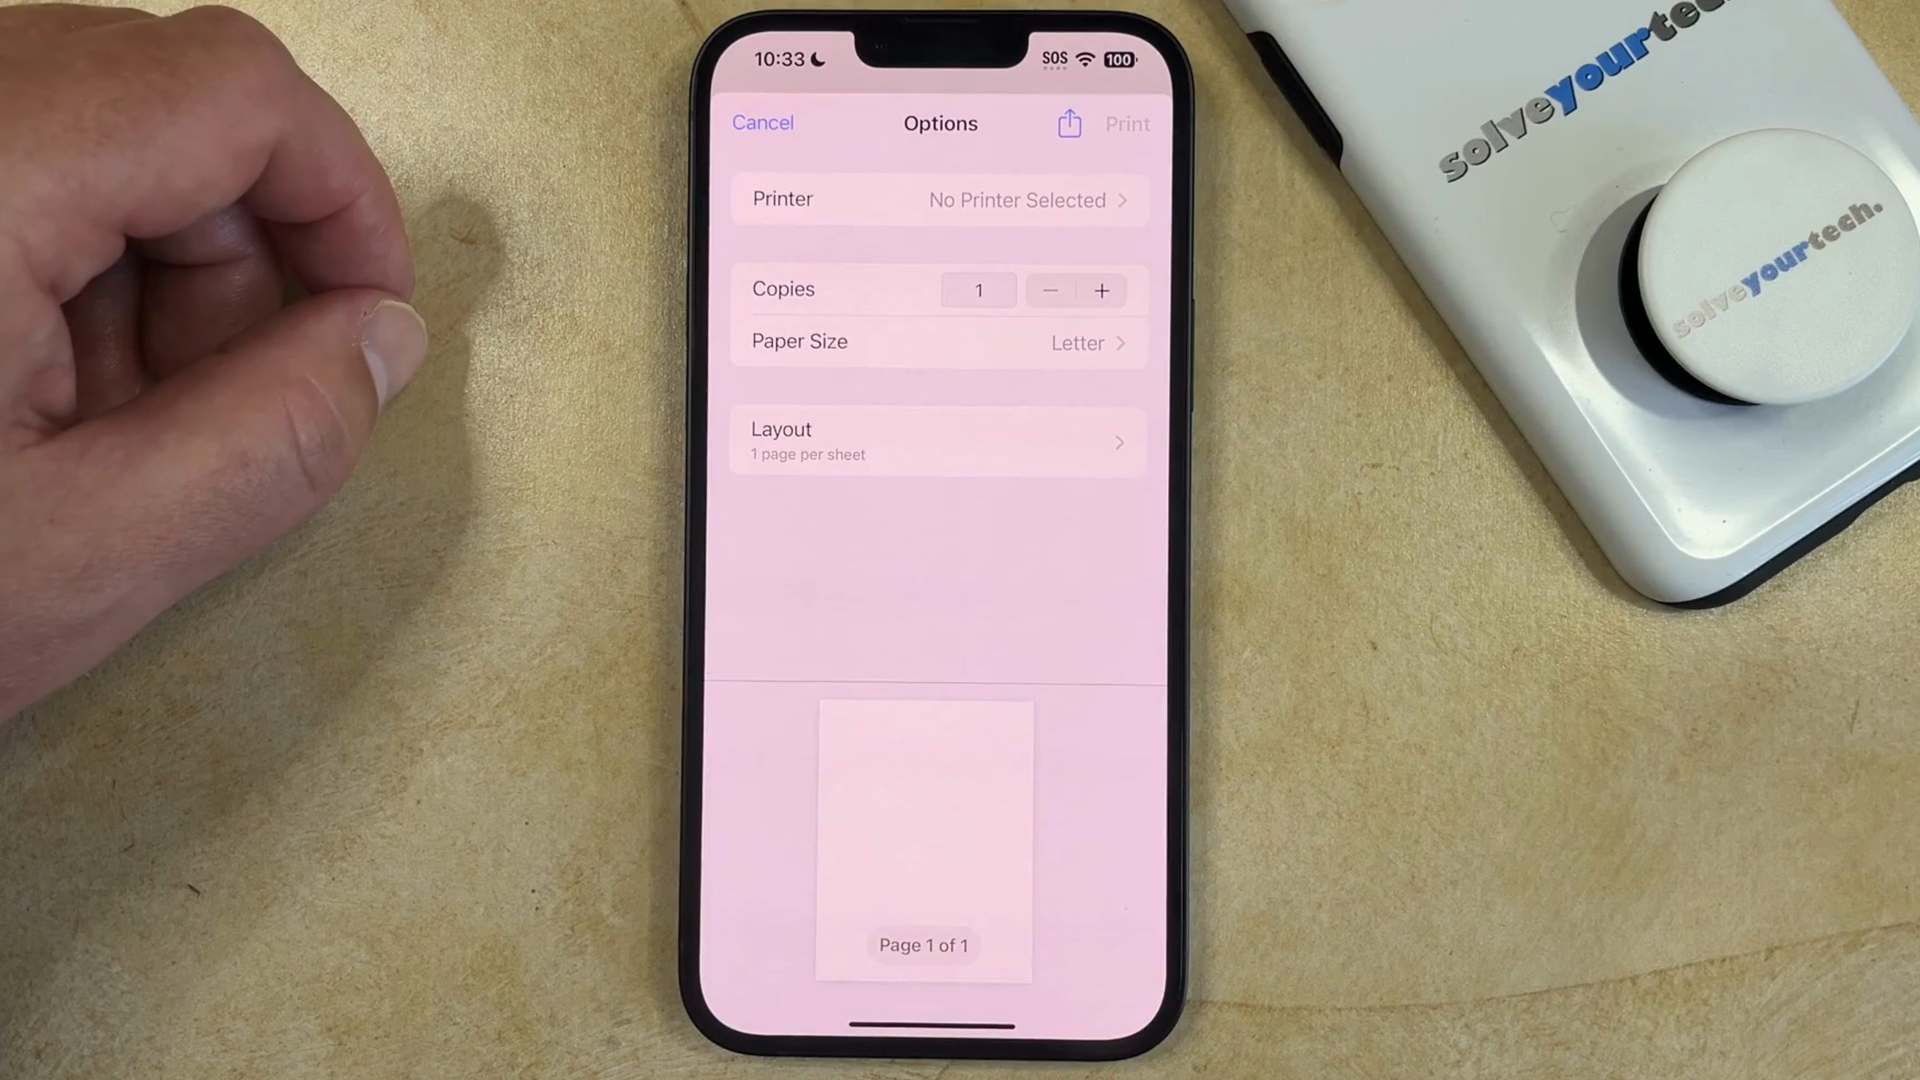 10:33
SOS
100
Cancel
Options
Print
Printer
No Printer Selected
Copies
1
Paper Size
Letter
Layout
1 page per sheet
Page 1 of 1
solveyourtech.
solveyourtech.